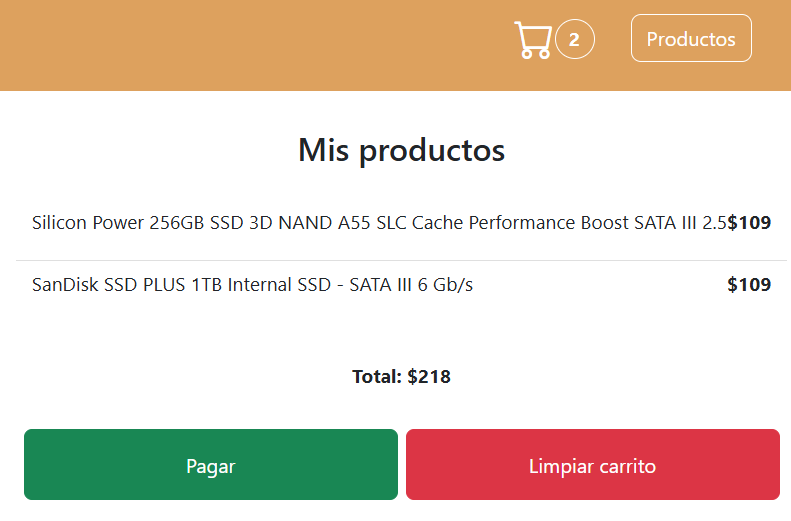 2 Productos
Mis productos
Silicon Power 256GB SSD 3D NAND A55 SLC Cache Performance Boost SATA III 2.5$109
SanDisk SSD PLUS 1TB Internal SSD - SATA III 6 Gb/s $109
Total: $218
Pagar Limpiar carrito